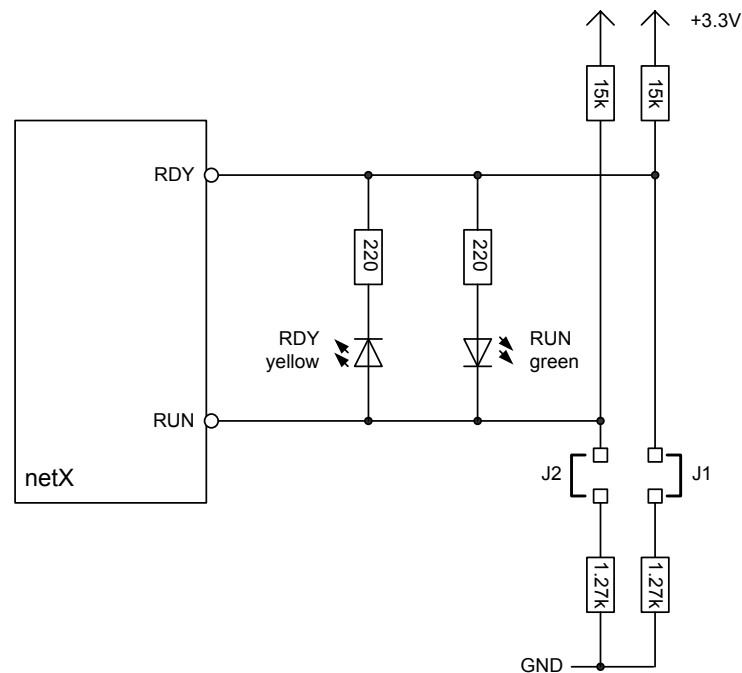 +3.3V
15k
15k
RDY
220
220
RDY
yellow
RUN
green
RUN
netX
J2
J1
1.27k
1.27k
GND